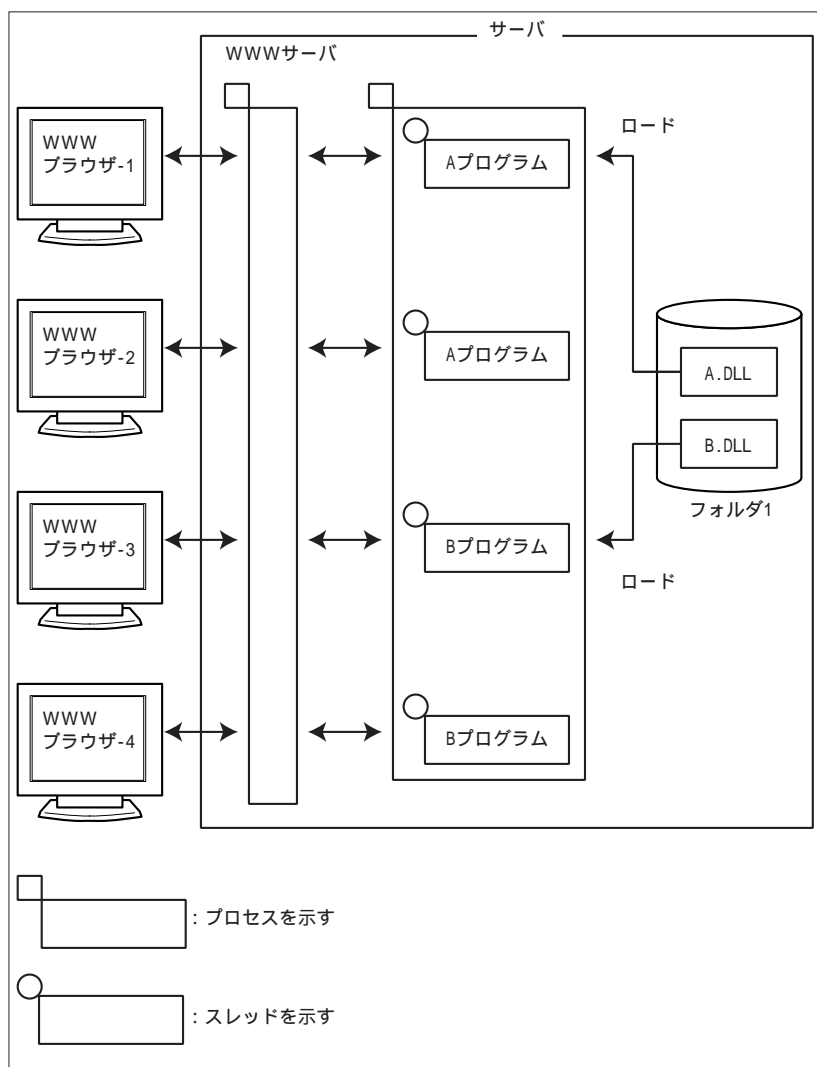 サーバ
WWWサーバ
WWW
ブラウザ-1
Aプログラム
ロード
WWW
ブラウザ-2
Aプログラム
A.DLL
B.DLL
フォルダ1
WWW
ブラウザ-3
Bプログラム
ロード
WWW
ブラウザ-4
Bプログラム
：プロセスを示す
：スレッドを示す